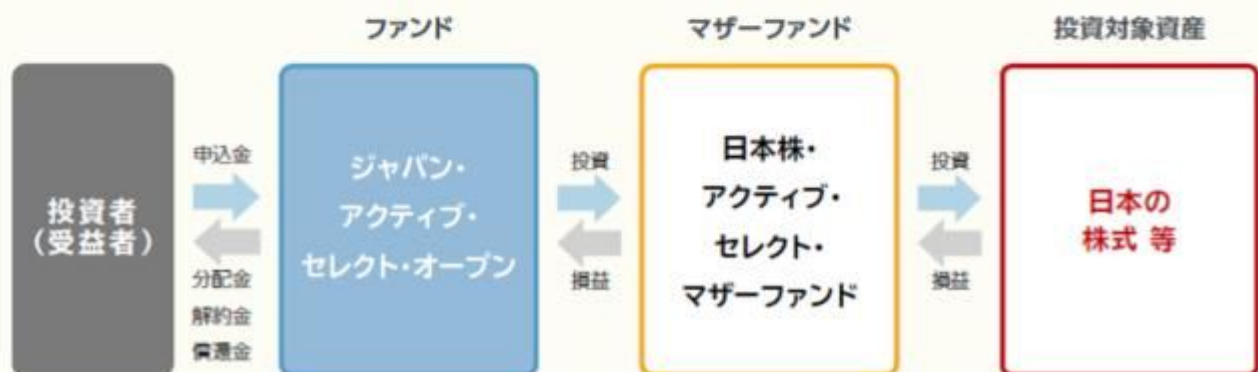 ファンド
マザーファンド
投資対象資産
投資者
（受益者）
申込金
分配金
解約金
償還金
ジャパン・
アクティブ・
セレクト・オープン
投資
損益
日本株・
アクティブ・
セレクト・
マザーファンド
投資
損益
日本の
株式 等